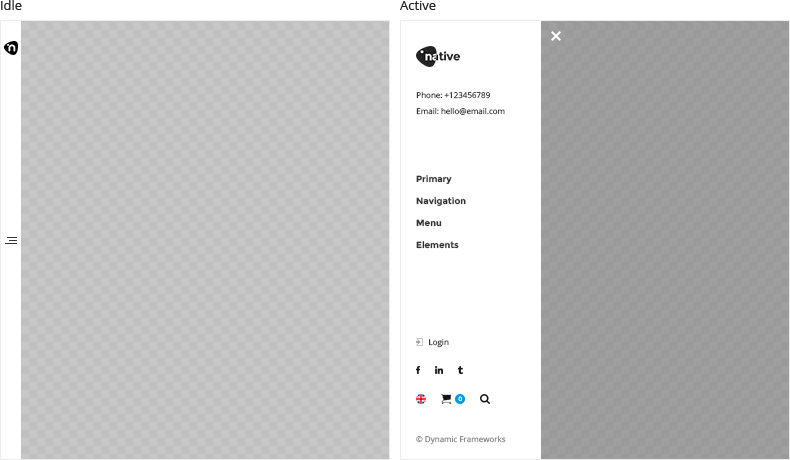 Idle
Active
n
native
Phone: +123456789
Email: hello@email.com
Primary
Navigation
Menu
Elements
Login
f in t
0
© Dynamic Frameworks